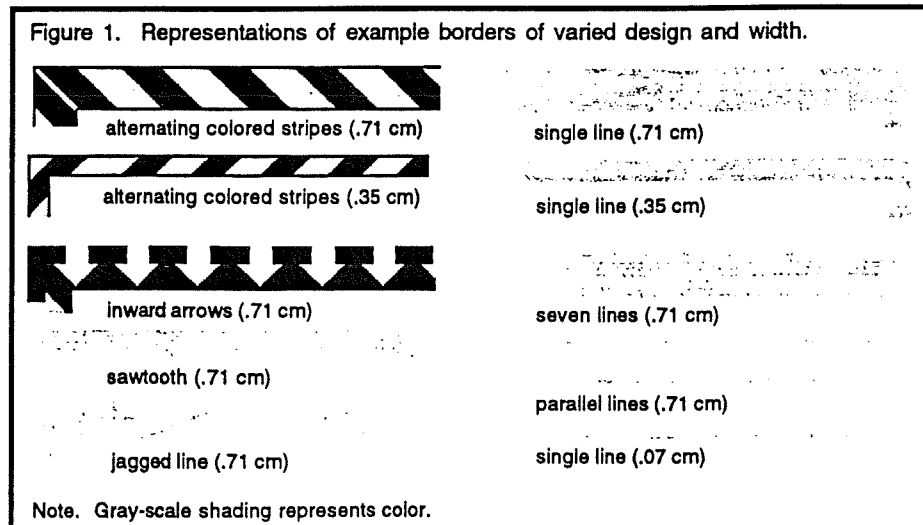 Figure 1. Representations of example borders of varied design and width.
alternating colored stripes (.71 cm)
alternating colored stripes (.35 cm)
inward arrows (.71 cm)
sawtooth (.71 cm)
jagged line (.71 cm)
single line (.71 cm)
single line (.35 cm)
seven lines (.71 cm)
parallel lines (.71 cm)
single line (.07 cm)
Note. Gray-scale shading represents color.